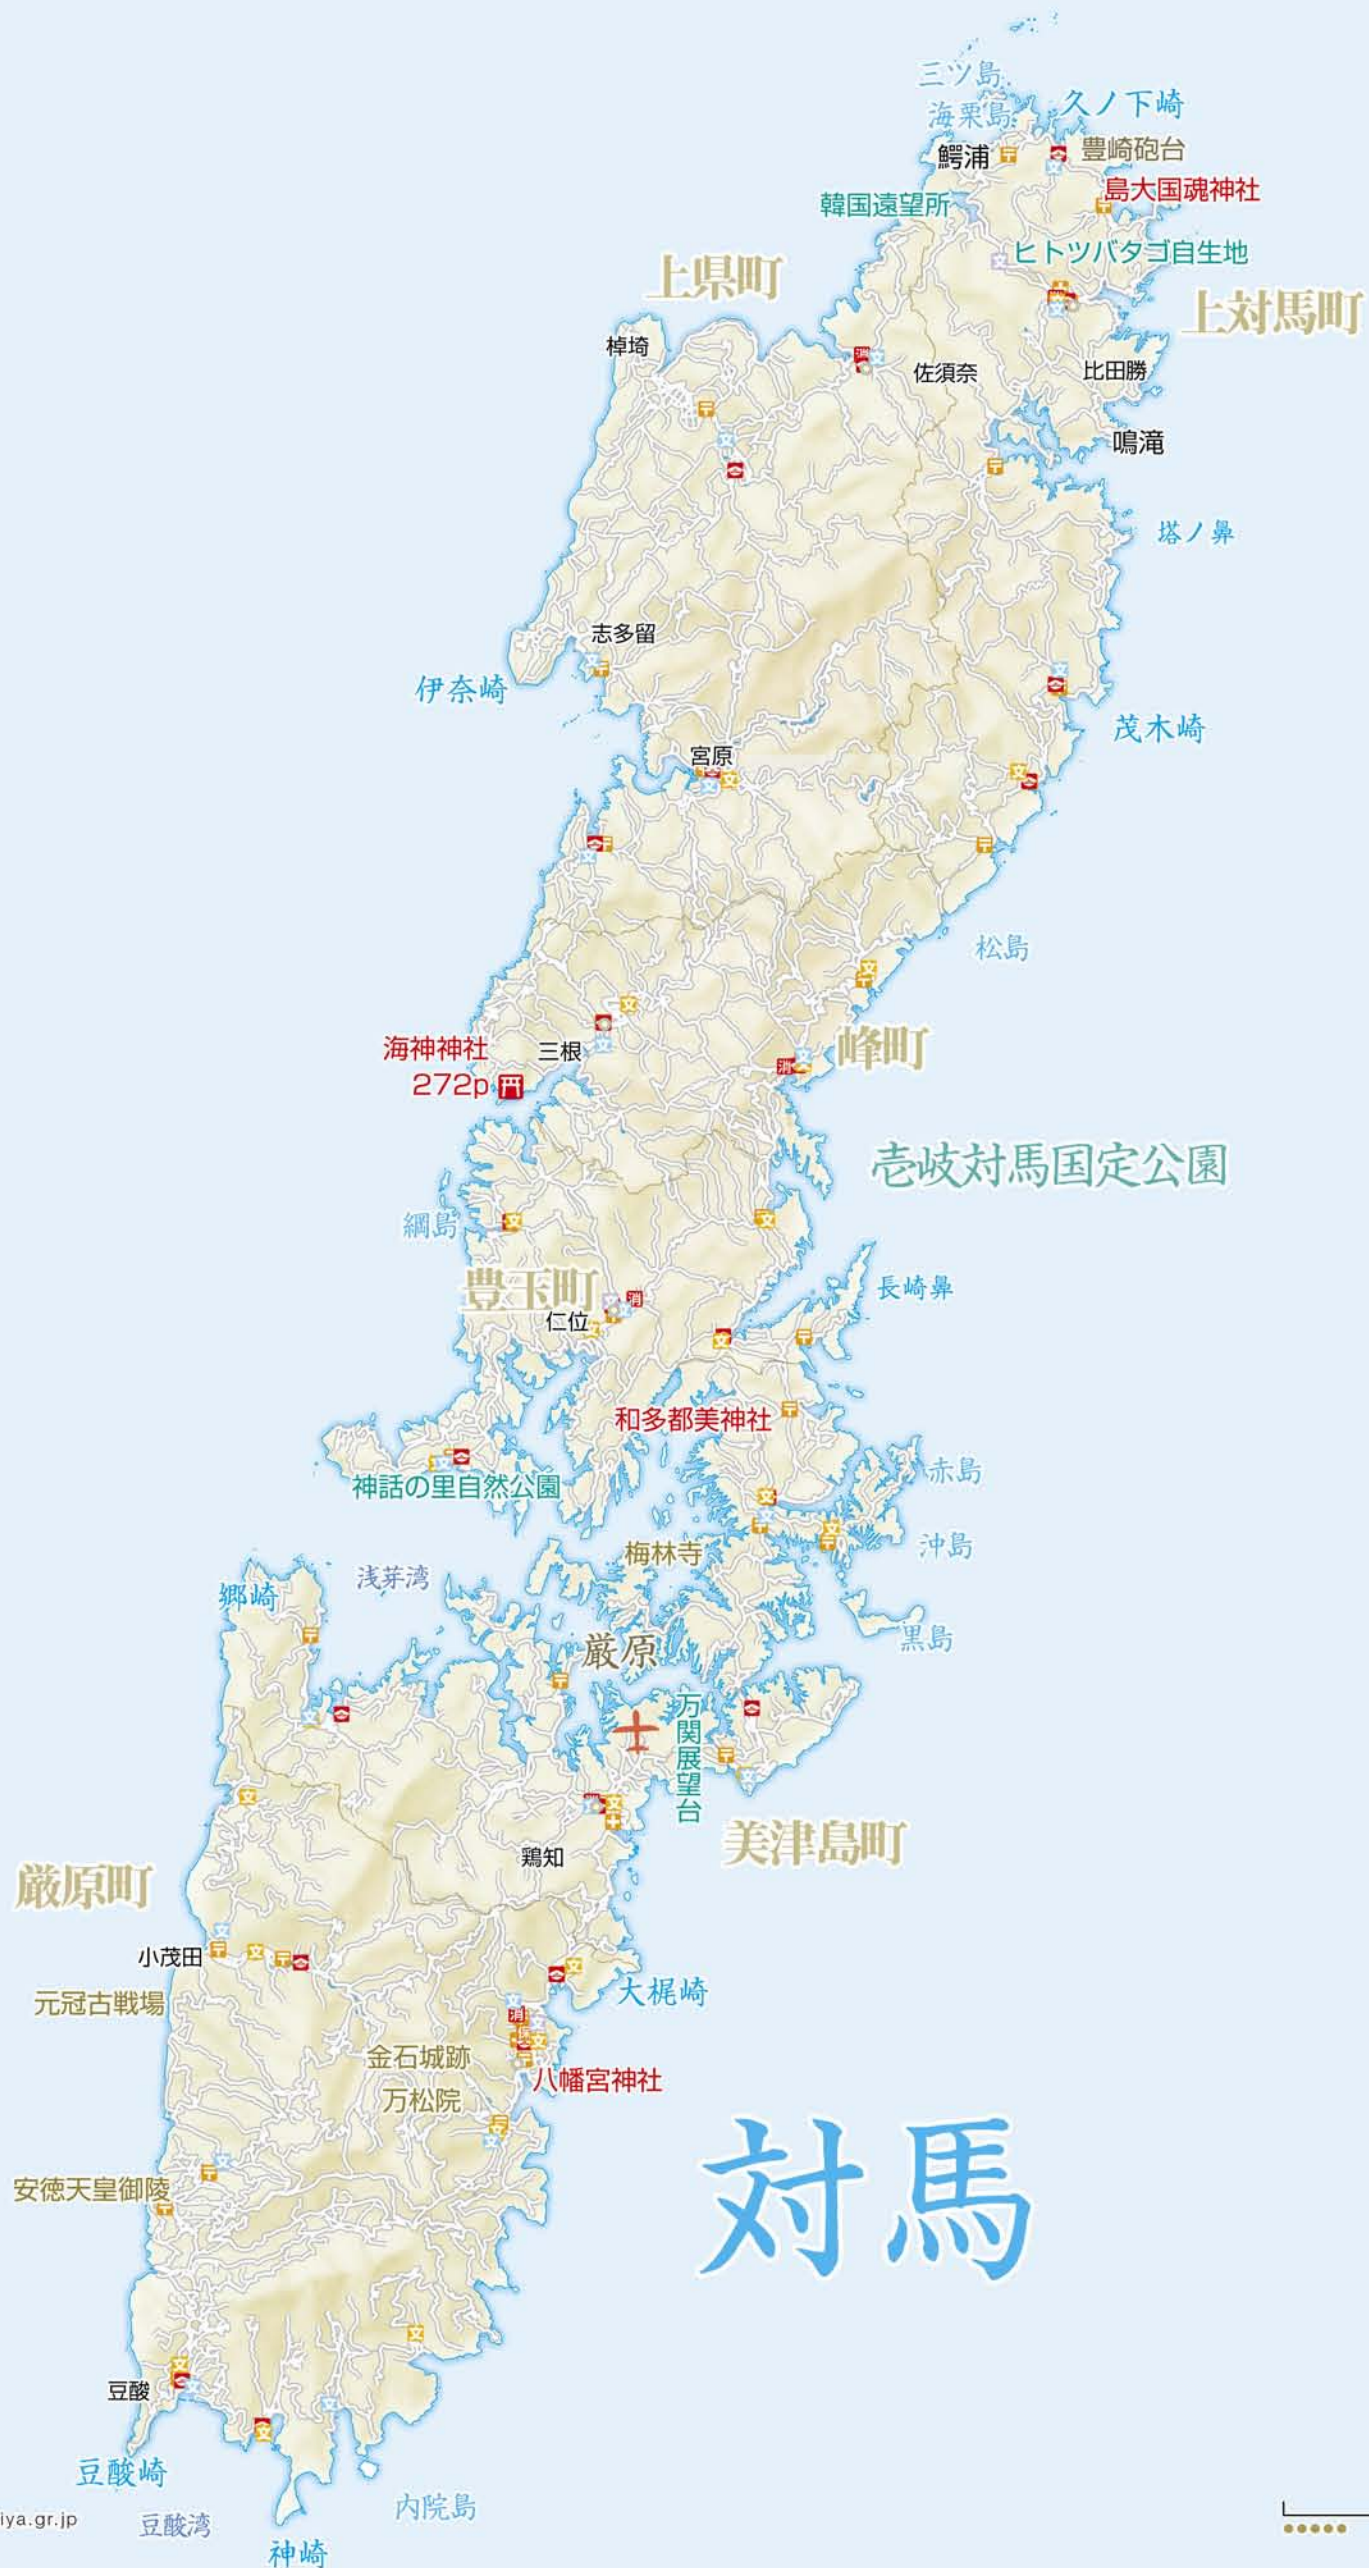 三ツ島
海栗島
久ノ下崎
鰐浦
豊崎砲台
島大国魂神社
韓国遠望所
ヒトツバタゴ自生地
上県町
上対馬町
棹埼
佐須奈
比田勝
鳴滝
塔ノ鼻
志多留
伊奈崎
茂木崎
宮原
松島
海神神社
272p
三根
峰町
壱岐対馬国定公園
綱島
豊玉町
仁位
長崎鼻
和多都美神社
神話の里自然公園
赤島
沖島
梅林寺
浅芽湾
郷崎
厳原
黒島
万関展望台
美津島町
鶏知
厳原町
小茂田
元冠古戦場
大梶崎
金石城跡
万松院
八幡宮神社
対馬
安徳天皇御陵
豆酸
豆酸崎
豆酸湾
内院島
神崎
iya.gr.jp